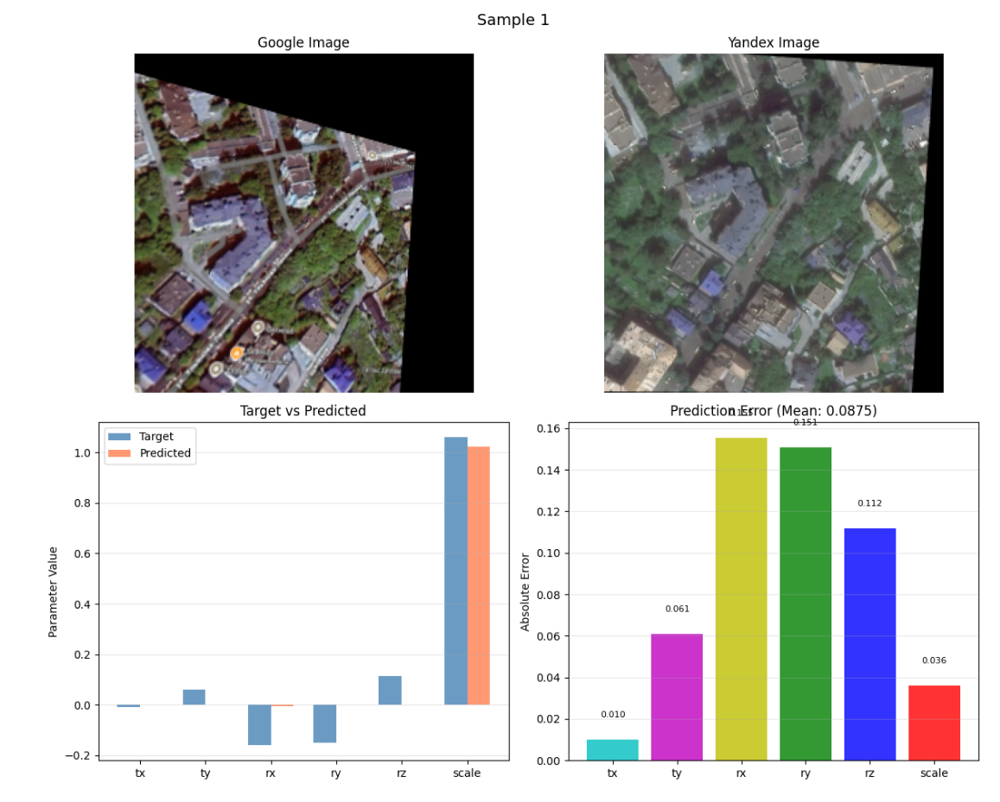 Sample 1
Google Image
Yandex Image
Target vs Predicted
Target
Predicted
Parameter Value
1.0
0.8
0.6
0.4
0.2
0.0
−0.2
tx
ty
rx
ry
rz
scale
Prediction Error (Mean: 0.0875)
Absolute Error
0.16
0.14
0.12
0.10
0.08
0.06
0.04
0.02
0.00
0.010
0.061
0.151
0.112
0.036
tx
ty
rx
ry
rz
scale